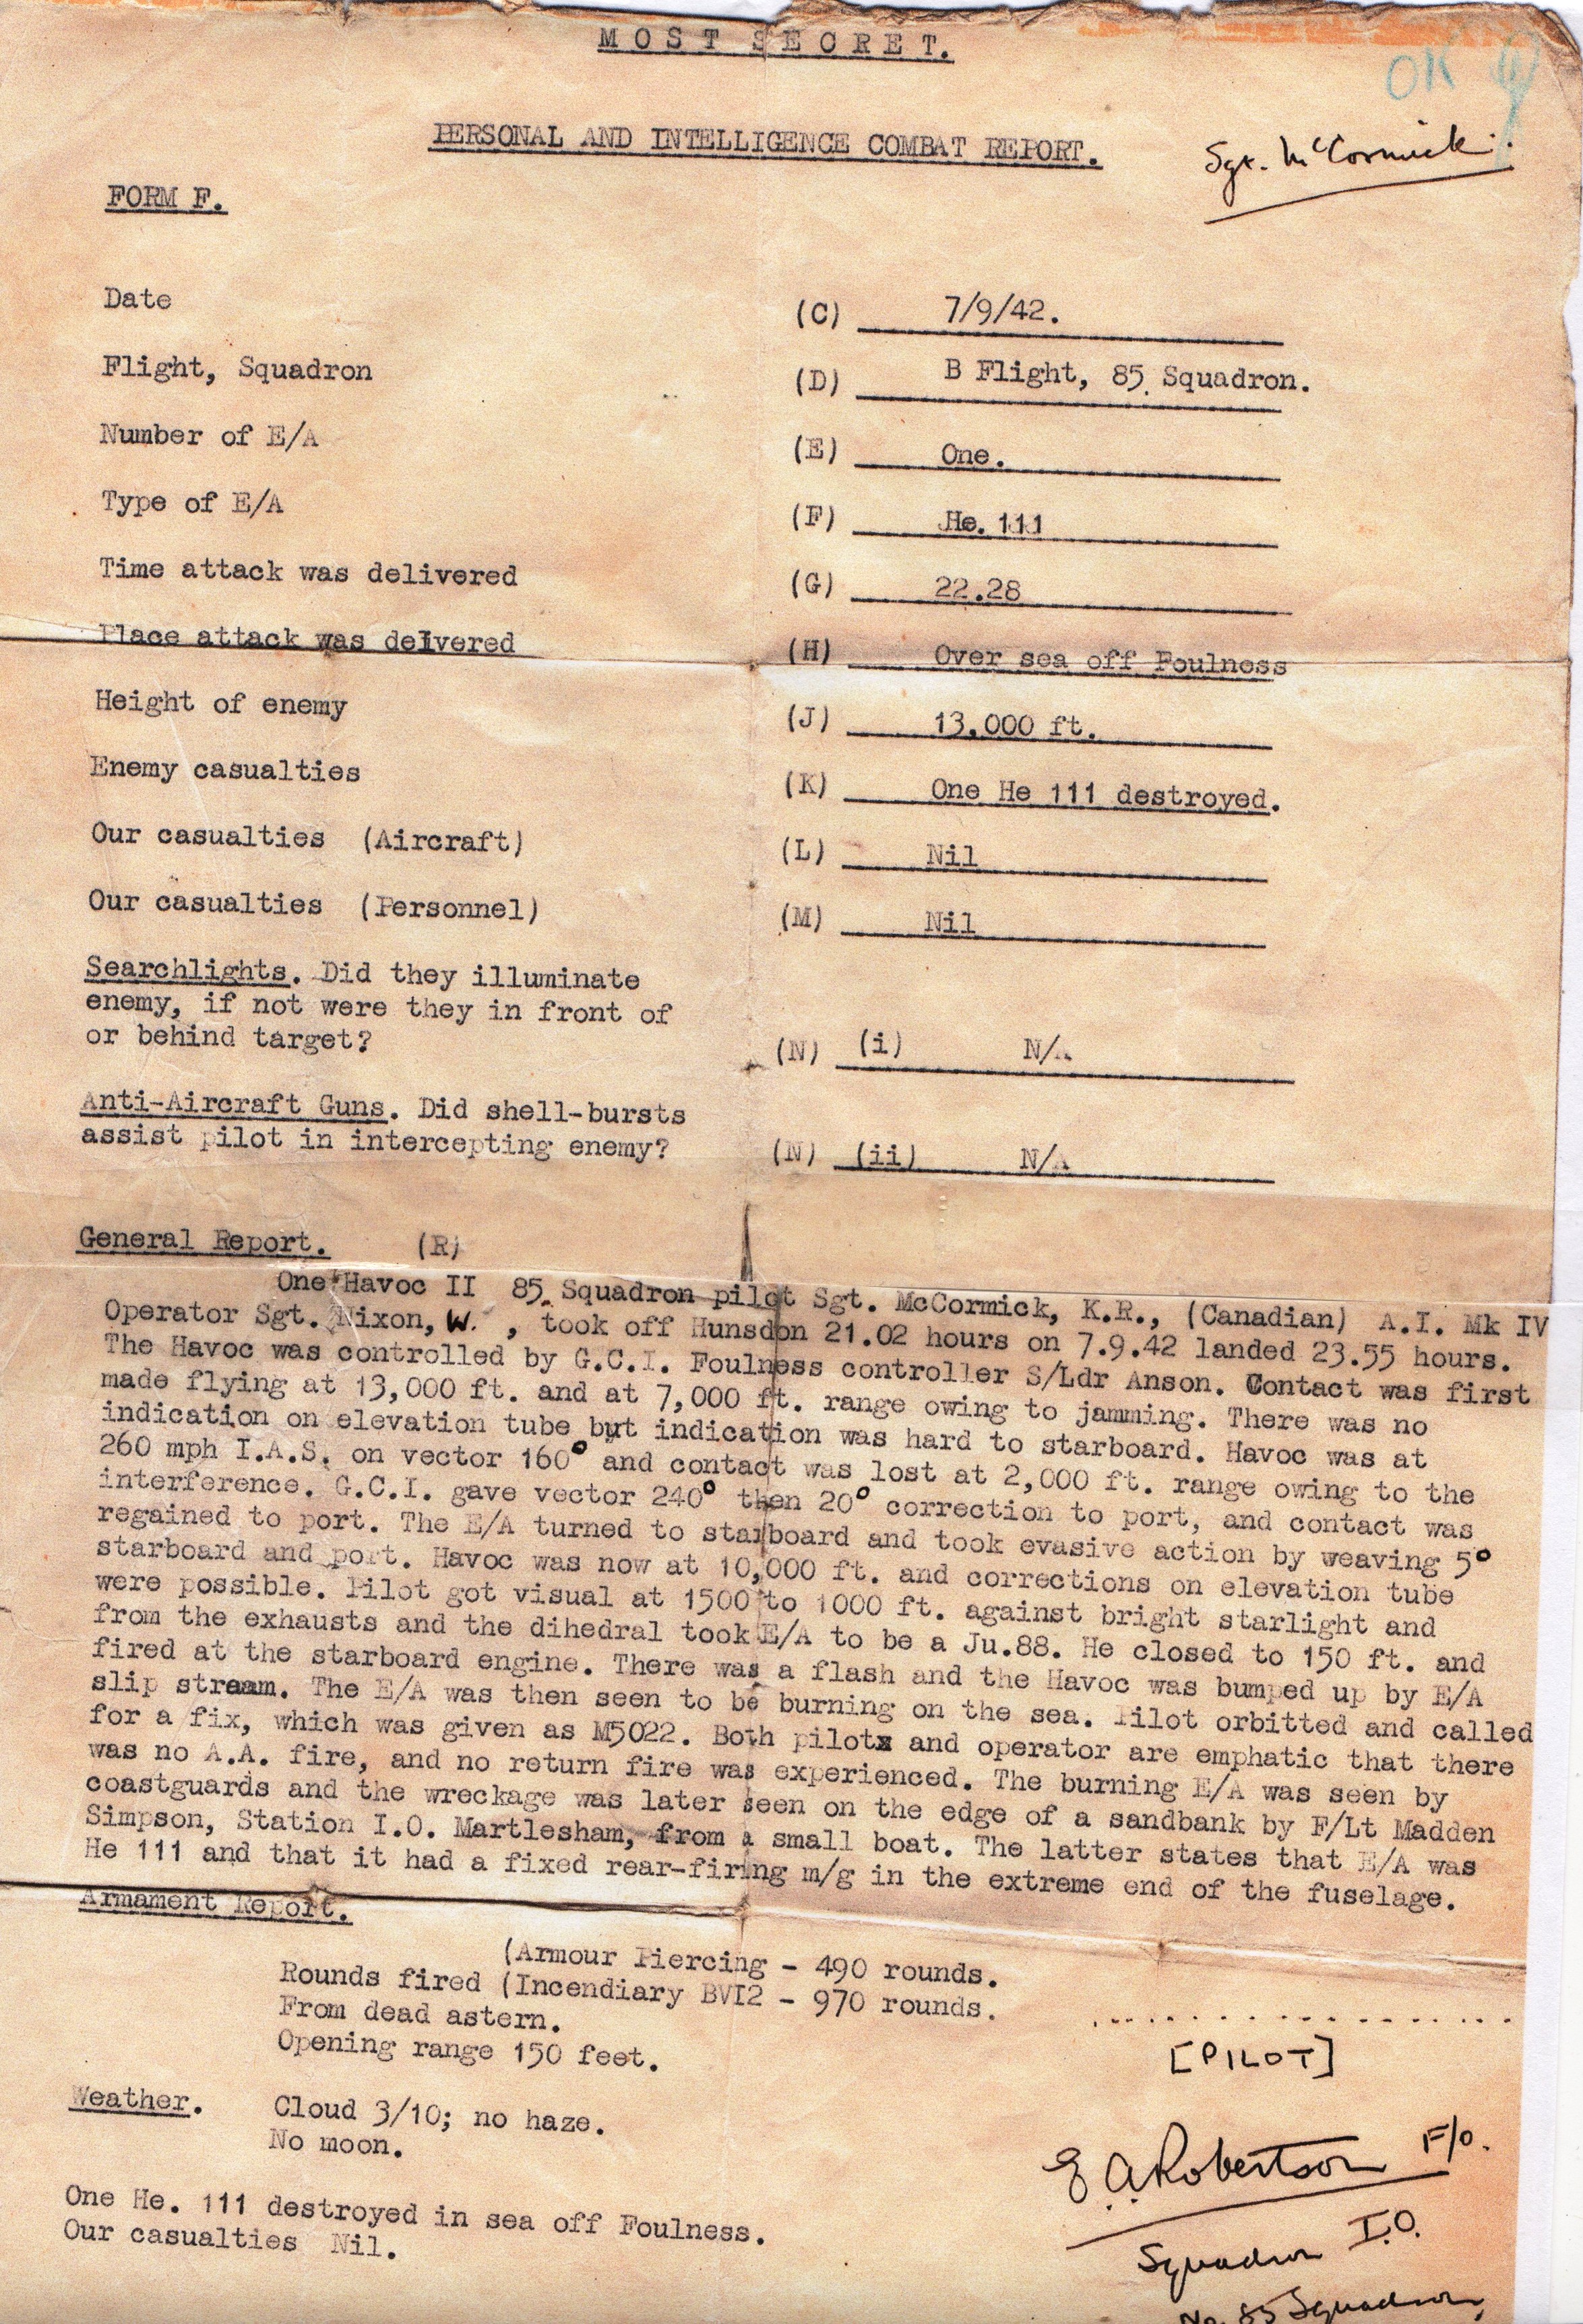 MOST SECRET.
OK
PERSONAL AND INTELLIGENCE COMBAT REPORT.
Sgt. McCormick.
FORM F.
Date (C) 7/9/42.
Flight, Squadron (D) B Flight, 85 Squadron.
Number of E/A (E) One.
Type of E/A (F) He. 111
Time attack was delivered (G) 22.28
Place attack was delvered (H) Over sea off Foulness
Height of enemy (J) 13,000 ft.
Enemy casualties (K) One He 111 destroyed.
Our casualties (Aircraft) (L) Nil
Our casualties (Personnel) (M) Nil
Searchlights. Did they illuminate
enemy, if not were they in front of
or behind target? (N) (i) N/A
Anti-Aircraft Guns. Did shell-bursts
assist pilot in intercepting enemy? (N) (ii) N/A
General Report. (R)
One Havoc II 85 Squadron pilot Sgt. McCormick, K.R., (Canadian) A.I. Mk IV
Operator Sgt. Nixon, W. , took off Hunsdon 21.02 hours on 7.9.42 landed 23.55 hours.
The Havoc was controlled by G.C.I. Foulness controller S/Ldr Anson. Contact was first
made flying at 13,000 ft. and at 7,000 ft. range owing to jamming. There was no
indication on elevation tube but indication was hard to starboard. Havoc was at
260 mph I.A.S. on vector 160° and contact was lost at 2,000 ft. range owing to the
interference. G.C.I. gave vector 240° then 20° correction to port, and contact was
regained to port. The E/A turned to starboard and took evasive action by weaving 5°
starboard and port. Havoc was now at 10,000 ft. and corrections on elevation tube
were possible. Pilot got visual at 1500 to 1000 ft. against bright starlight and
from the exhausts and the dihedral took E/A to be a Ju.88. He closed to 150 ft. and
fired at the starboard engine. There was a flash and the Havoc was bumped up by E/A
slip stream. The E/A was then seen to be burning on the sea. Pilot orbitted and called
for a fix, which was given as M5022. Both pilotx and operator are emphatic that there
was no A.A. fire, and no return fire was experienced. The burning E/A was seen by
coastguards and the wreckage was later seen on the edge of a sandbank by F/Lt Madden
Simpson, Station I.O. Martlesham, from a small boat. The latter states that E/A was
He 111 and that it had a fixed rear-firing m/g in the extreme end of the fuselage.
Armament Report.
(Armour Piercing - 490 rounds.
Rounds fired (Incendiary BVI2 - 970 rounds.
From dead astern.
Opening range 150 feet.
[PILOT]
Weather. Cloud 3/10; no haze.
No moon.
E A Robertson F/O.
Squadron I.O.
No. 85 Squadron
One He. 111 destroyed in sea off Foulness.
Our casualties Nil.